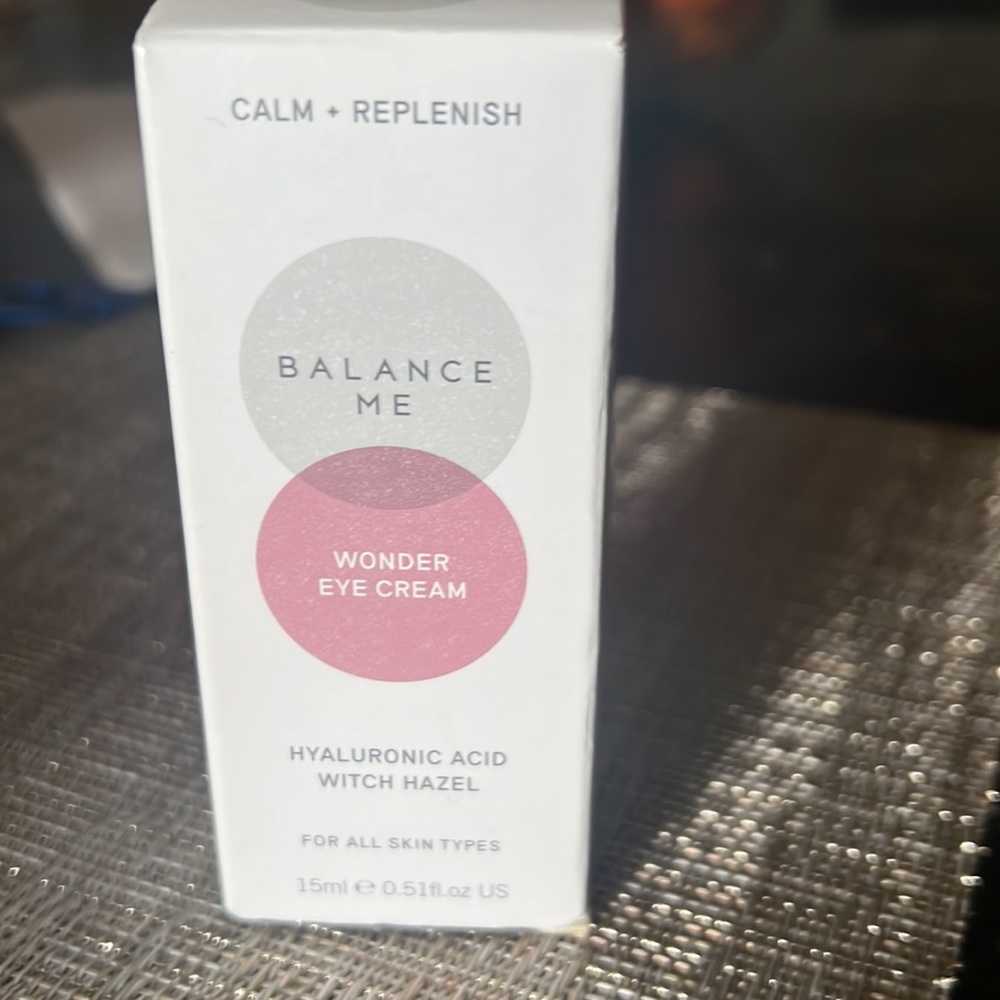 CALM + REPLENISH
BALANCE
ME
WONDER
EYE CREAM
HYALURONIC ACID
WITCH HAZEL
FOR ALL SKIN TYPES
15ml ℮ 0.51fl.oz US